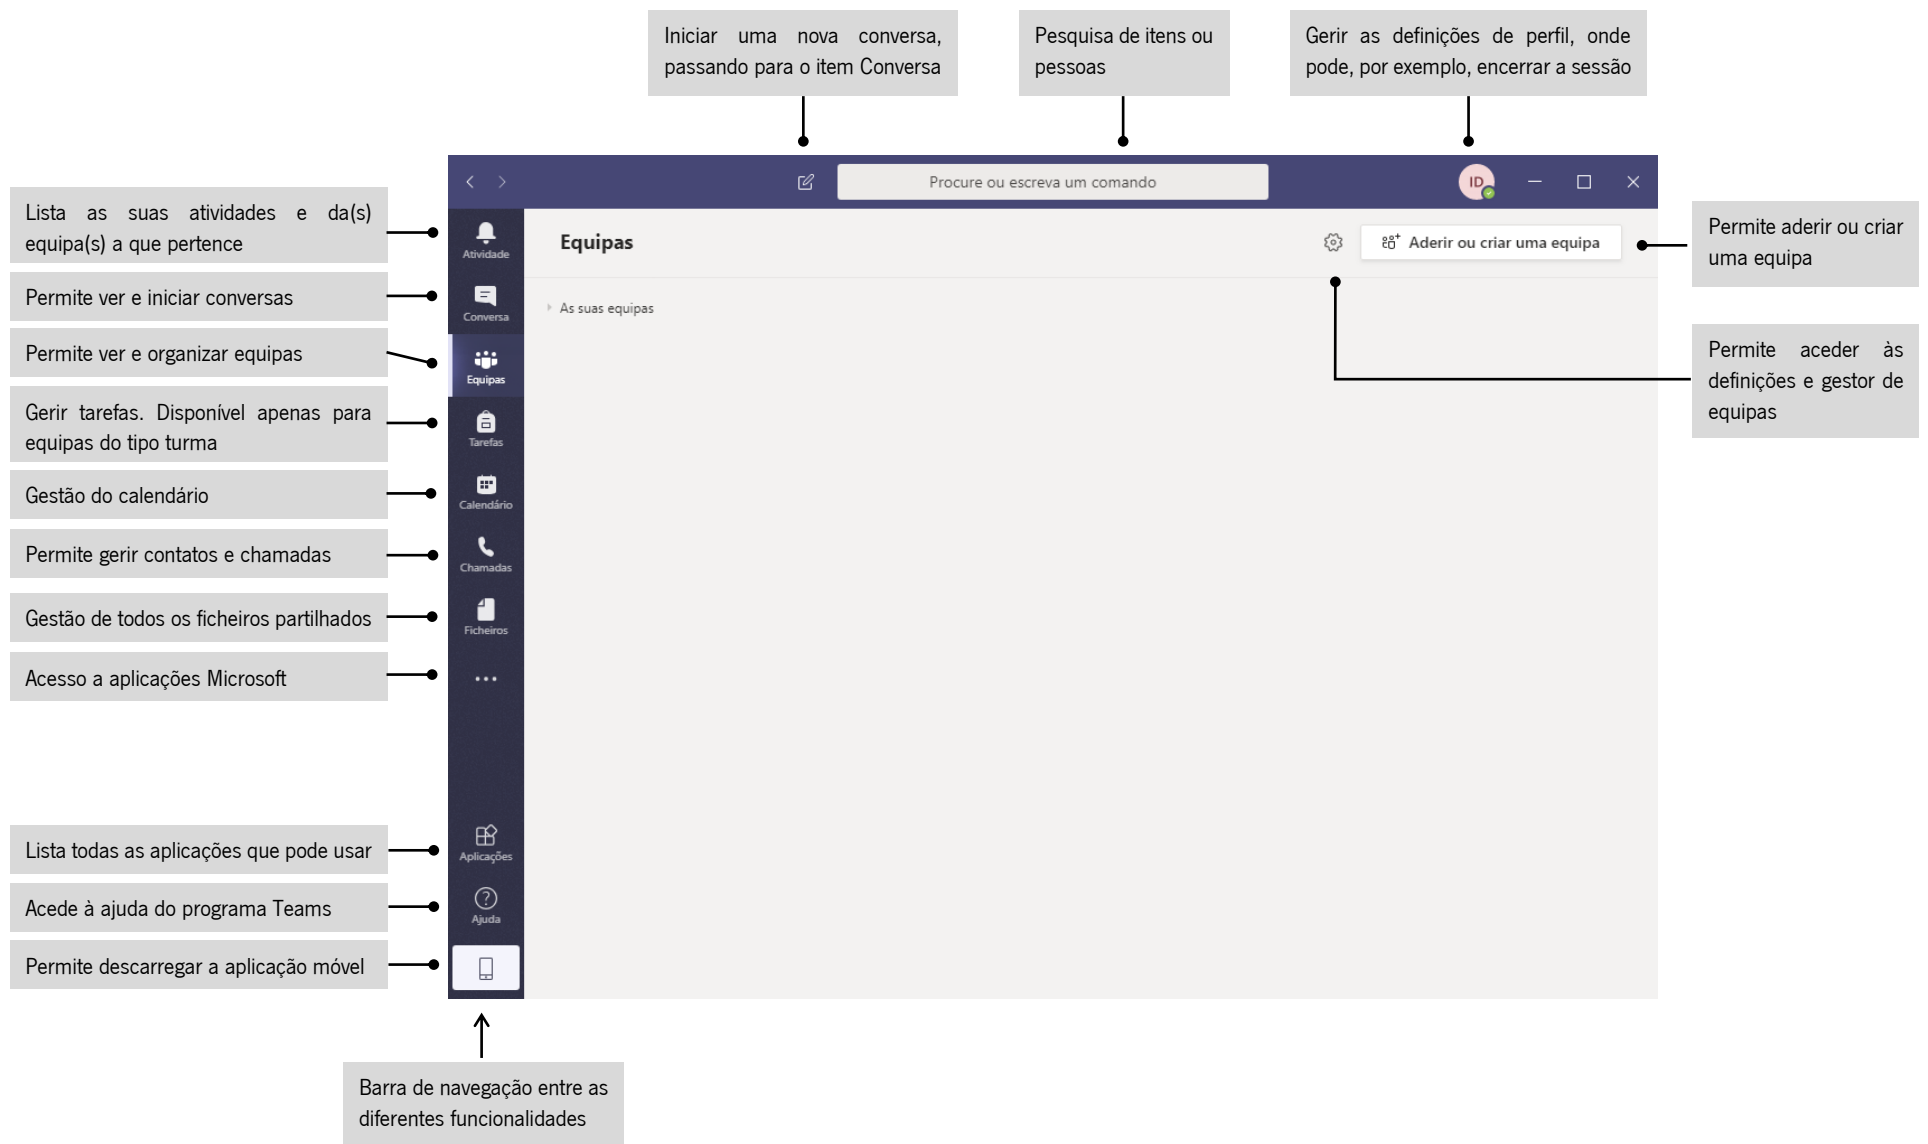 Iniciar uma nova conversa,
passando para o item Conversa
Pesquisa de itens ou
pessoas
Gerir as definições de perfil, onde
pode, por exemplo, encerrar a sessão
Procure ou escreva um comando
ID
Lista as suas atividades e da(s)
equipa(s) a que pertence
Permite ver e iniciar conversas
Permite ver e organizar equipas
Gerir tarefas. Disponível apenas para
equipas do tipo turma
Gestão do calendário
Permite gerir contatos e chamadas
Gestão de todos os ficheiros partilhados
Acesso a aplicações Microsoft
Lista todas as aplicações que pode usar
Acede à ajuda do programa Teams
Permite descarregar a aplicação móvel
Atividade
Conversa
Equipas
Tarefas
Calendário
Chamadas
Ficheiros
Aplicações
Ajuda
Equipas
Aderir ou criar uma equipa
As suas equipas
Permite aderir ou criar
uma equipa
Permite aceder às
definições e gestor de
equipas
Barra de navegação entre as
diferentes funcionalidades